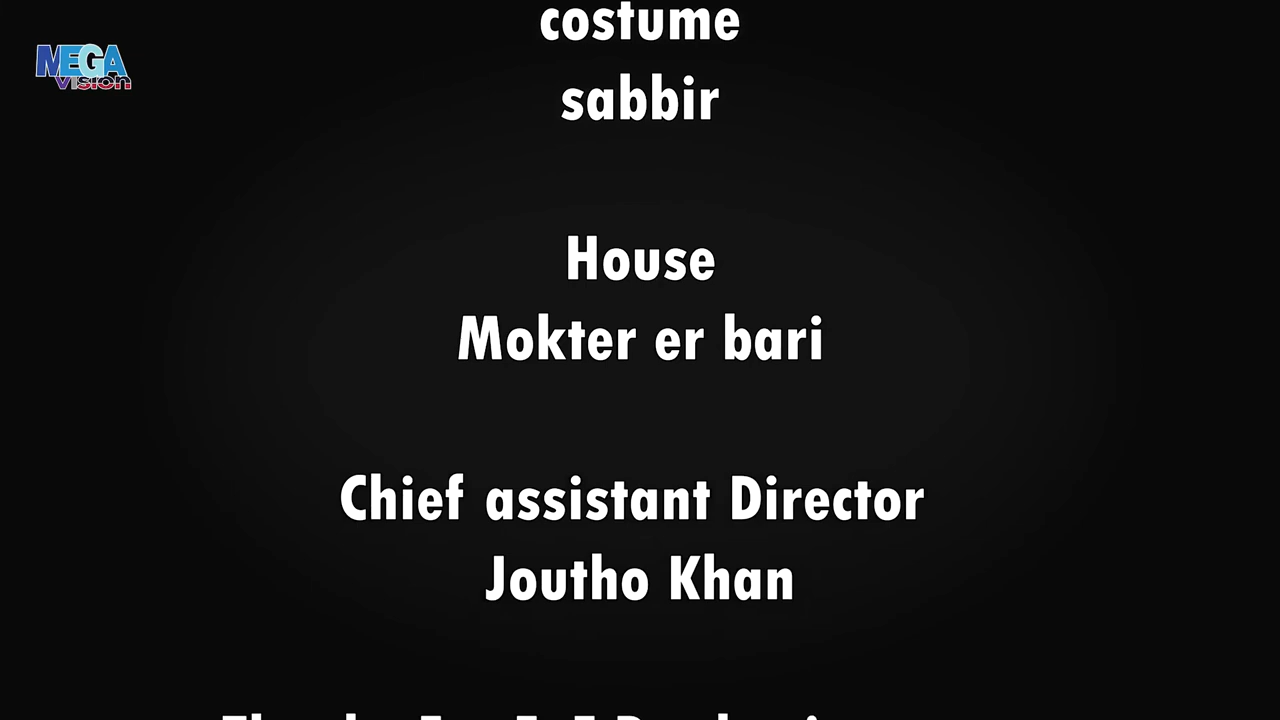 costume
MEGA
vision
sabbir
House
Mokter er bari
Chief assistant Director
Joutho Khan